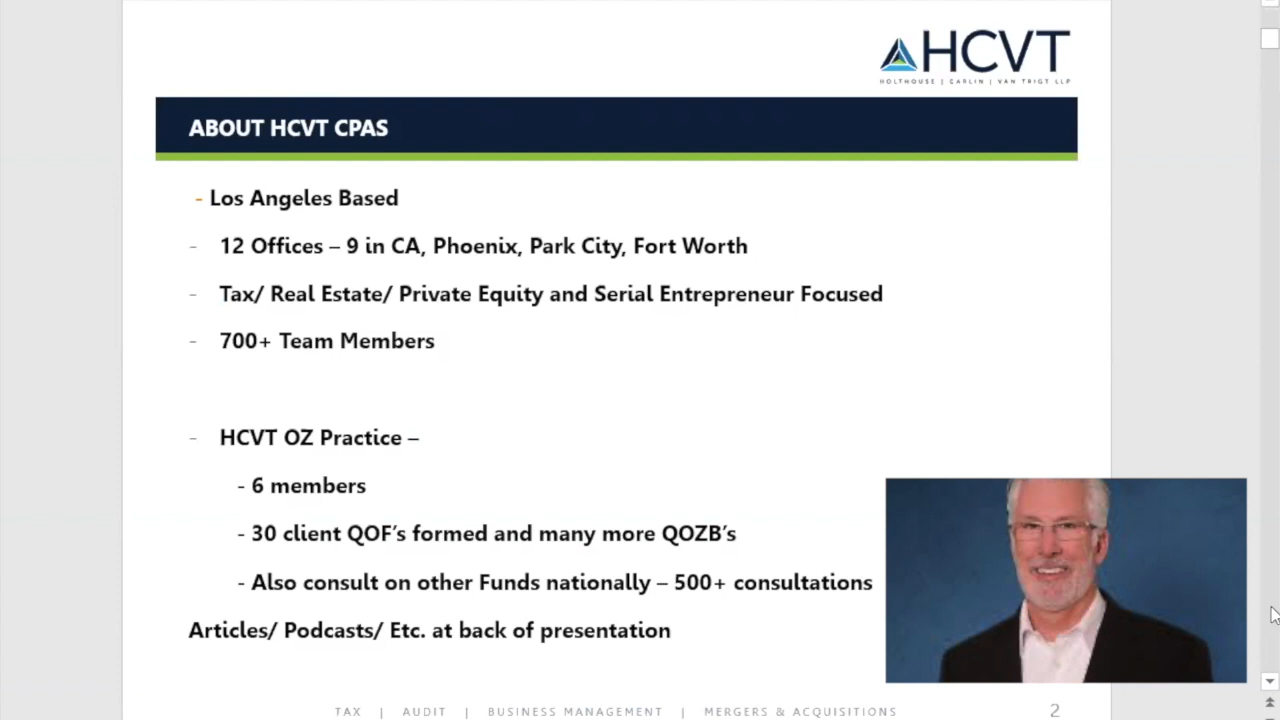 HCVT
HOLTHOUSE | CARLIN | VAN TRIGT LLP
ABOUT HCVT CPAS
- Los Angeles Based
- 12 Offices – 9 in CA, Phoenix, Park City, Fort Worth
- Tax/ Real Estate/ Private Equity and Serial Entrepreneur Focused
- 700+ Team Members
- HCVT OZ Practice –
- 6 members
- 30 client QOF’s formed and many more QOZB’s
- Also consult on other Funds nationally – 500+ consultations
Articles/ Podcasts/ Etc. at back of presentation
TAX | AUDIT | BUSINESS MANAGEMENT | MERGERS & ACQUISITIONS
2